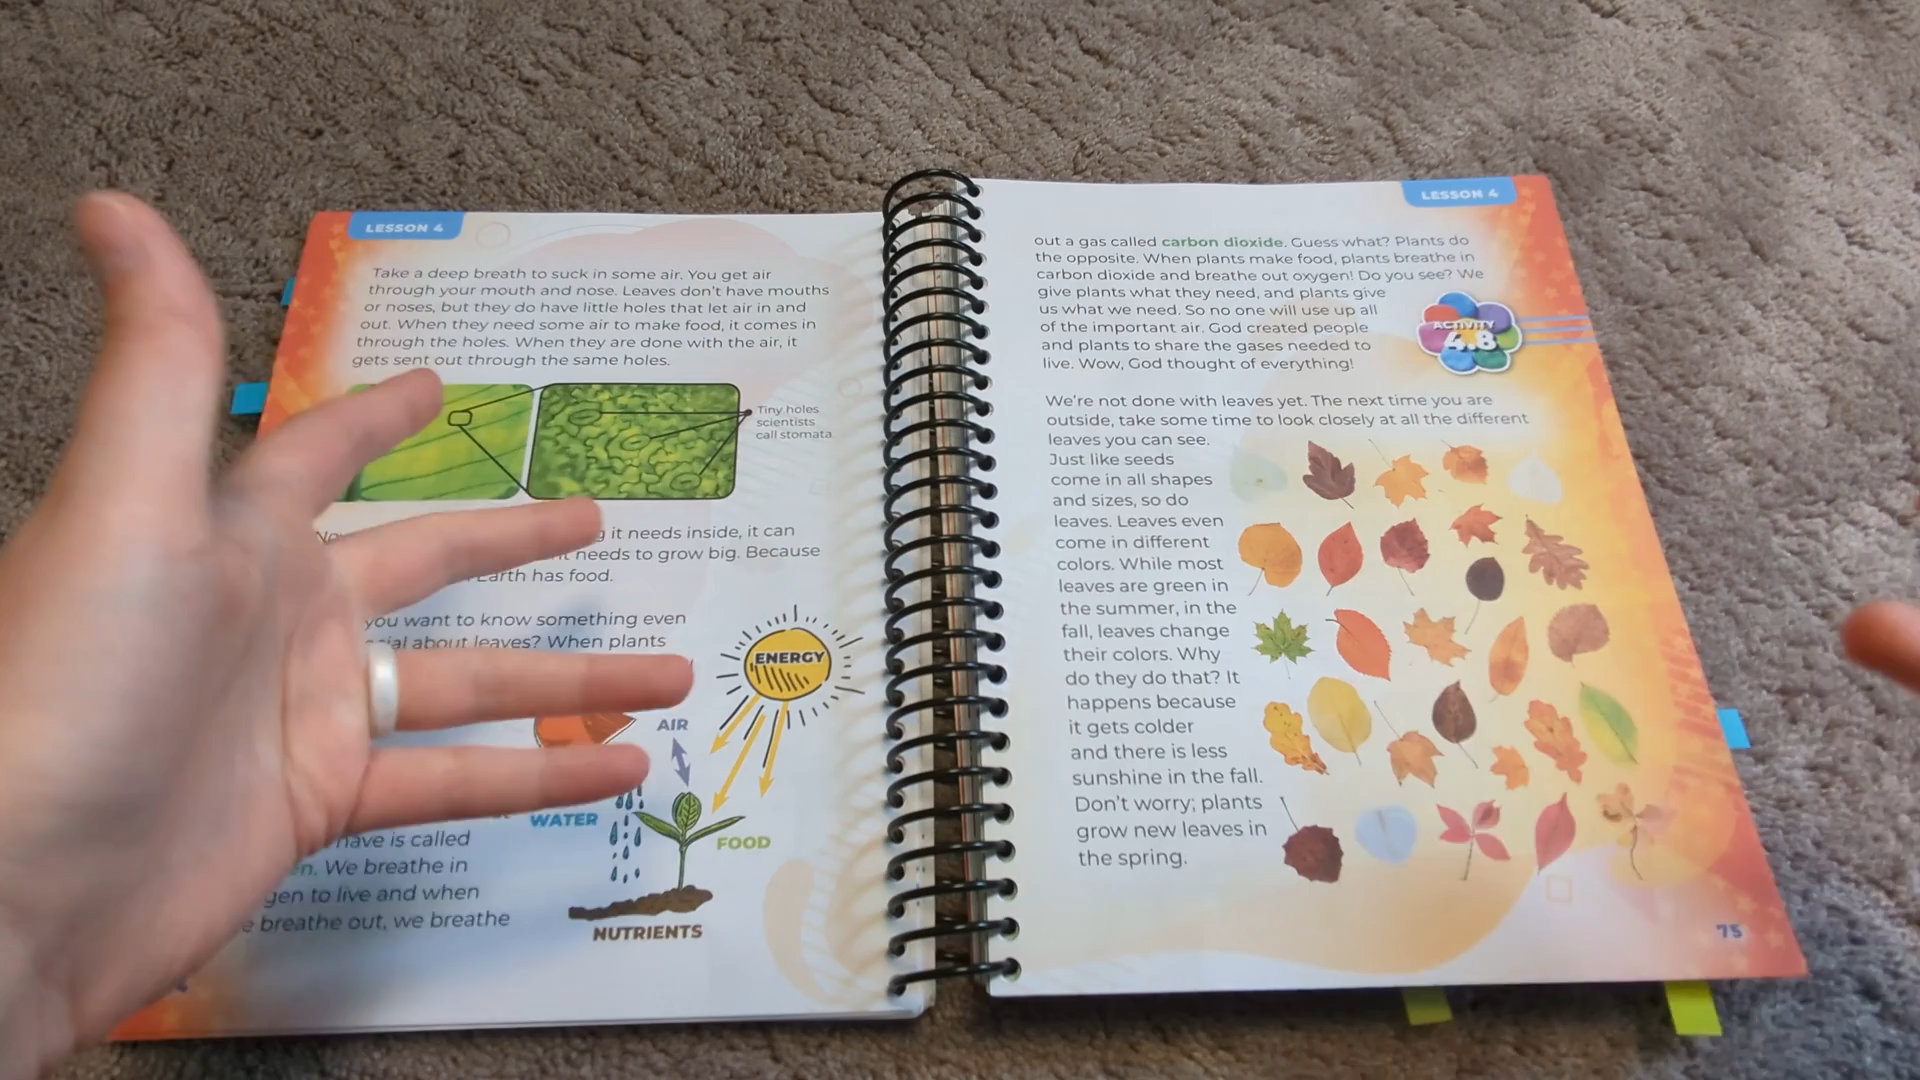 LESSON 4
Take a deep breath to suck in some air. You get air
through your mouth and nose. Leaves don't have mouths
or noses, but they do have little holes that let air in and
out. When they need some air to make food, it comes in
through the holes. When they are done with the air, it
gets sent out through the same holes.
Tiny holes
scientists
call stomata
it needs inside, it can
needs to grow big. Because
Earth has food.
you want to know something even
about leaves? When plants
ENERGY
AIR
WATER
FOOD
NUTRIENTS
have is called
We breathe in
to live and when
breathe out, we breathe
LESSON 4
out a gas called carbon dioxide. Guess what? Plants do
the opposite. When plants make food, plants breathe in
carbon dioxide and breathe out oxygen! Do you see? We
give plants what they need, and plants give
us what we need. So no one will use up all
of the important air. God created people
and plants to share the gases needed to
live. Wow, God thought of everything!
ACTIVITY
4.8
We're not done with leaves yet. The next time you are
outside, take some time to look closely at all the different
leaves you can see.
Just like seeds
come in all shapes
and sizes, so do
leaves. Leaves even
come in different
colors. While most
leaves are green in
the summer, in the
fall, leaves change
their colors. Why
do they do that? It
happens because
it gets colder
and there is less
sunshine in the fall.
Don't worry; plants
grow new leaves in
the spring.
75